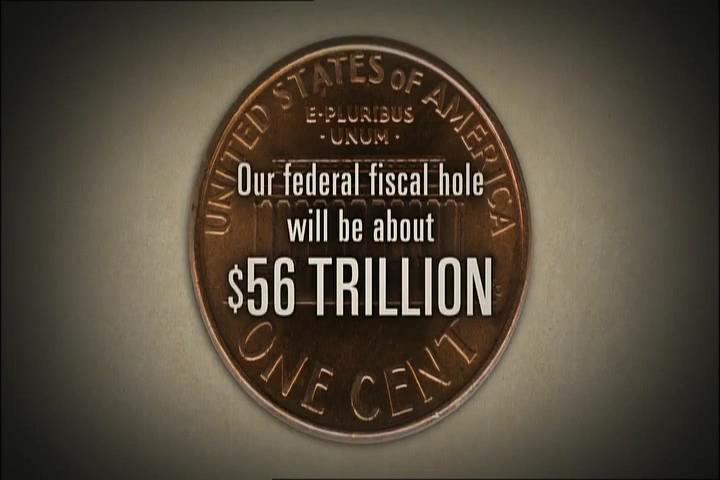 UNITED STATES OF AMERICA
E·PLURIBUS
·UNUM·
Our federal fiscal hole
will be about
$56 TRILLION
ONE CENT